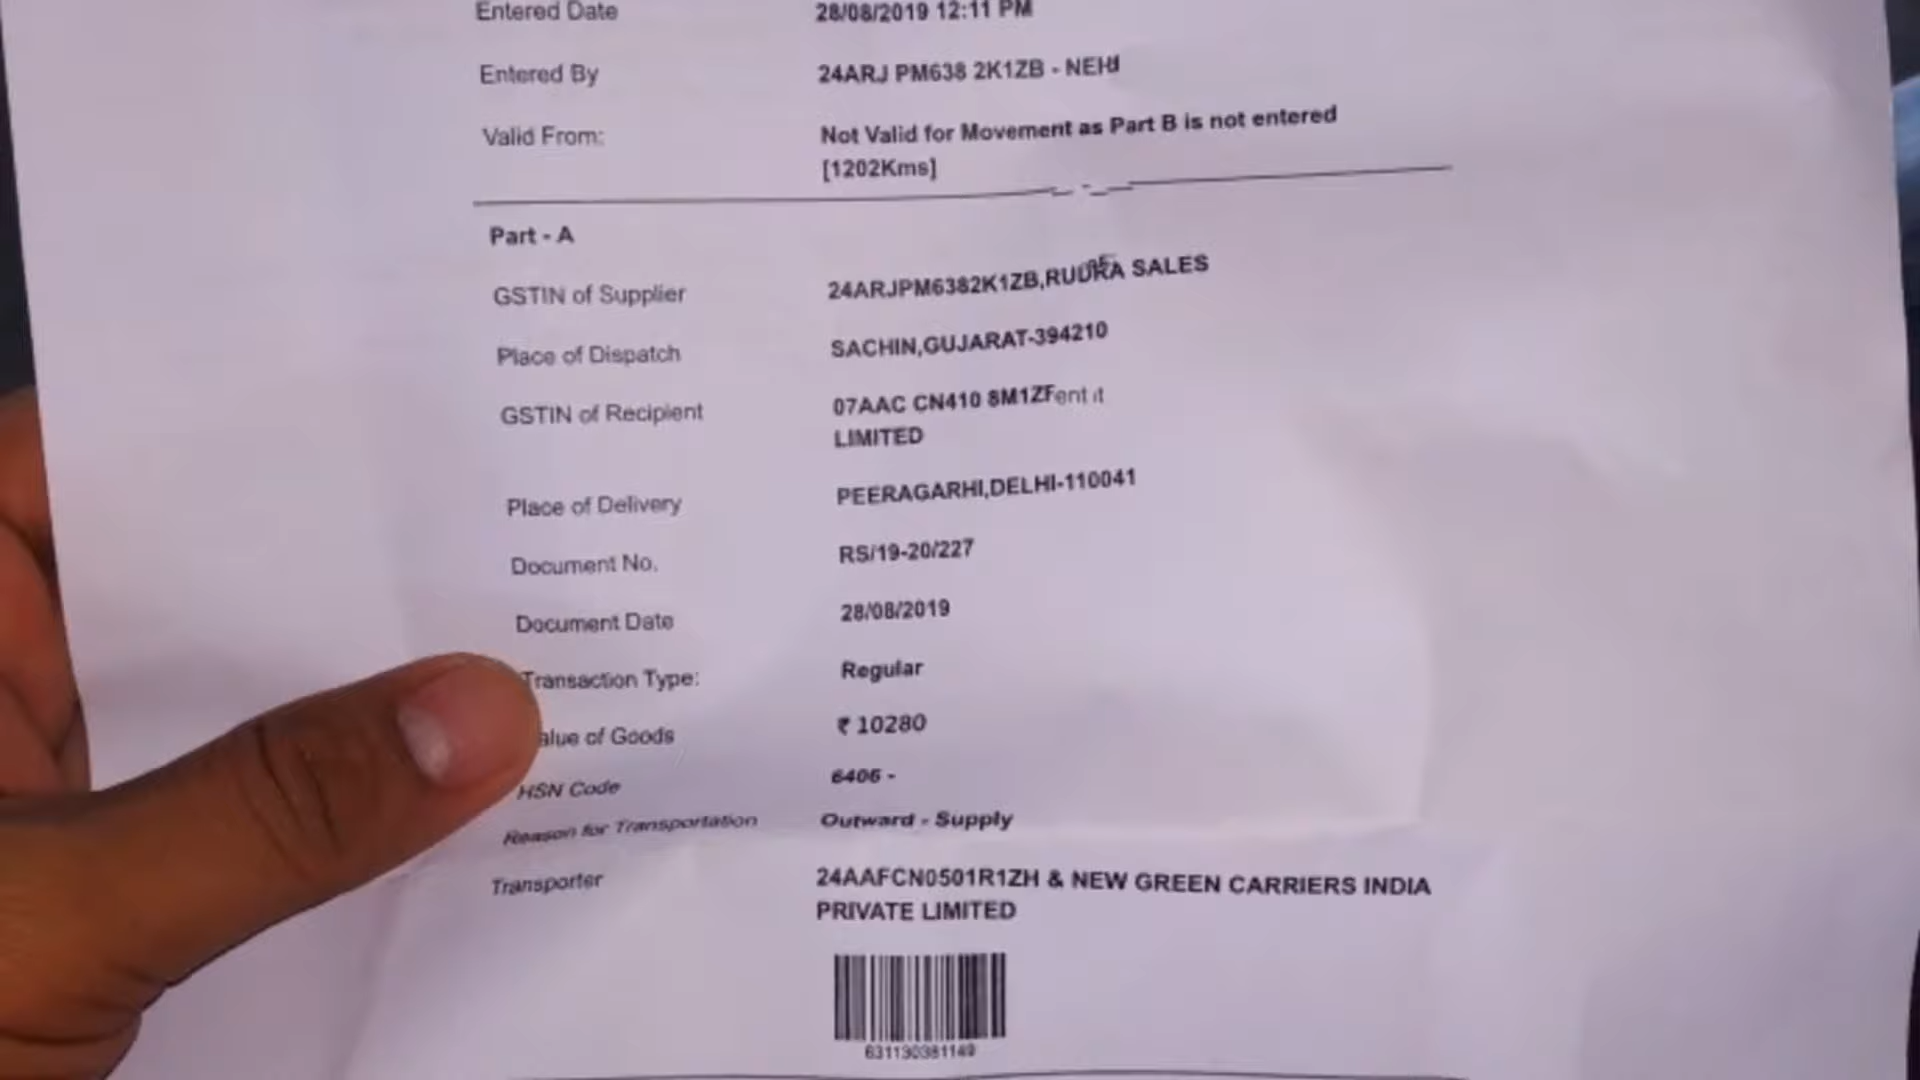 Entered Date 28/08/2019 12:11 PM
Entered By 24ARJ PM638 2K1ZB - NEHI
Valid From: Not Valid for Movement as Part B is not entered
[1202Kms]
Part - A
GSTIN of Supplier 24ARJPM6382K1ZB,RUDRA SALES
Place of Dispatch SACHIN,GUJARAT-394210
GSTIN of Recipient 07AAC CN410 8M1ZF
LIMITED
Place of Delivery PEERAGARHI,DELHI-110041
Document No. RS/19-20/227
Document Date 28/08/2019
Transaction Type: Regular
alue of Goods ₹ 10280
HSN Code 6406 -
Reason for Transportation Outward - Supply
Transporter 24AAFCN0501R1ZH & NEW GREEN CARRIERS INDIA
PRIVATE LIMITED
631130381149